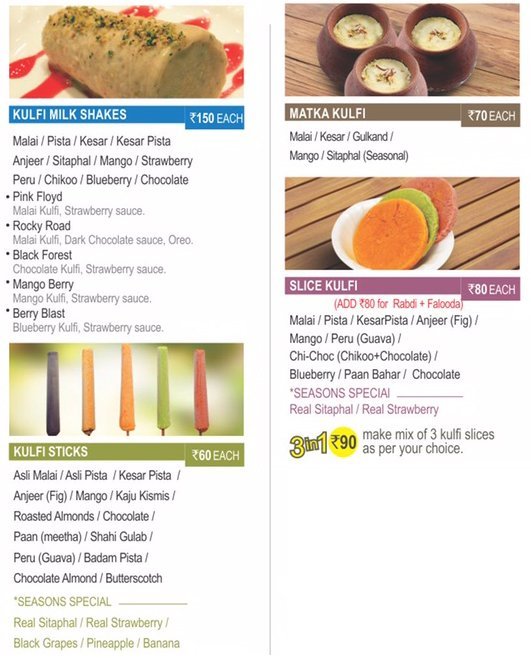 KULFI MILK SHAKES ₹150 EACH
Malai / Pista / Kesar / Kesar Pista
Anjeer / Sitaphal / Mango / Strawberry
Peru / Chikoo / Blueberry / Chocolate
• Pink Floyd
Malai Kulfi, Strawberry sauce.
• Rocky Road
Malai Kulfi, Dark Chocolate sauce, Oreo.
• Black Forest
Chocolate Kulfi, Strawberry sauce.
• Mango Berry
Mango Kulfi, Strawberry sauce.
• Berry Blast
Blueberry Kulfi, Strawberry sauce.
KULFI STICKS ₹60 EACH
Asli Malai / Asli Pista / Kesar Pista /
Anjeer (Fig) / Mango / Kaju Kismis /
Roasted Almonds / Chocolate /
Paan (meetha) / Shahi Gulab /
Peru (Guava) / Badam Pista /
Chocolate Almond / Butterscotch
*SEASONS SPECIAL
Real Sitaphal / Real Strawberry /
Black Grapes / Pineapple / Banana
MATKA KULFI ₹70 EACH
Malai / Kesar / Gulkand /
Mango / Sitaphal (Seasonal)
SLICE KULFI ₹80 EACH
(ADD ₹80 for Rabdi + Falooda)
Malai / Pista / KesarPista / Anjeer (Fig) /
Mango / Peru (Guava) /
Chi-Choc (Chikoo+Chocolate) /
Blueberry / Paan Bahar / Chocolate
*SEASONS SPECIAl
Real Sitaphal / Real Strawberry
3in1 ₹90 make mix of 3 kulfi slices
as per your choice.